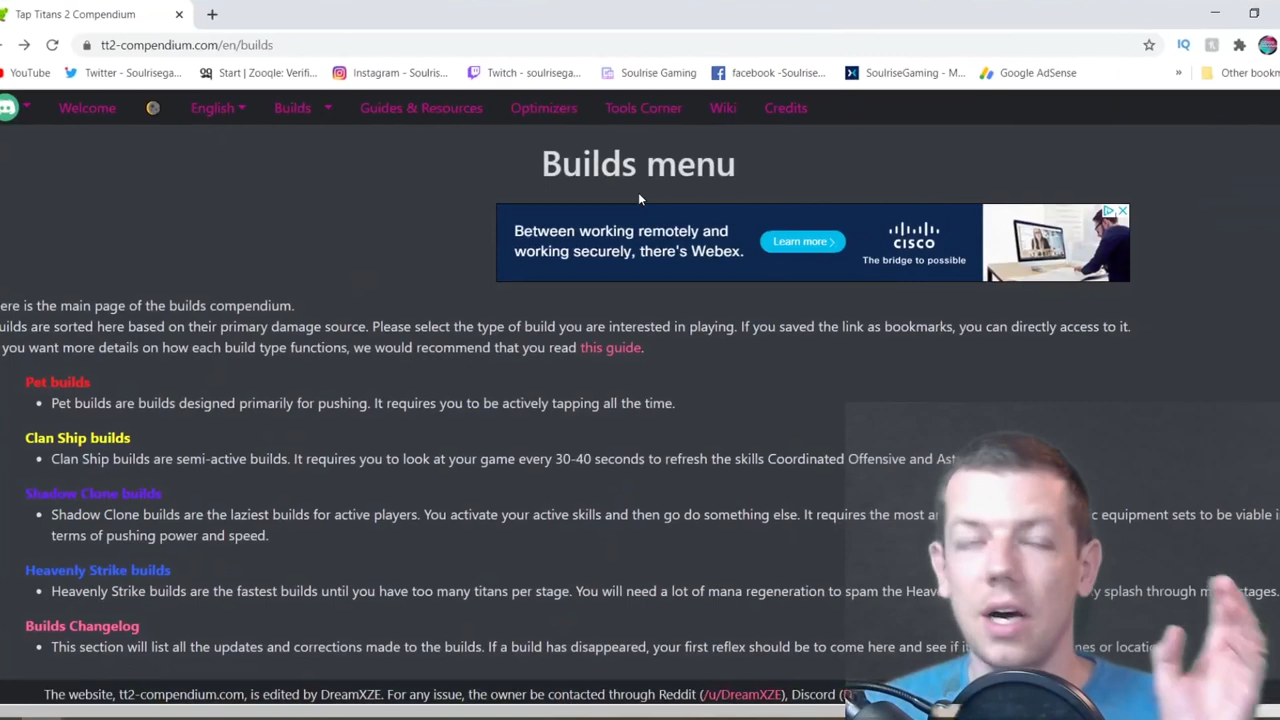 Tap Titans 2 Compendium
tt2-compendium.com/en/builds
YouTube Twitter - Soulrisega... Start | Zoogle: Verifi... Instagram - Soulris... Twitch - soulrisega... Soulrise Gaming facebook -Soulrise... SoulriseGaming - M... Google AdSense » Other bookm
Welcome English Builds Guides & Resources Optimizers Tools Corner Wiki Credits
Builds menu
Between working remotely and
working securely, there's Webex.
Learn more >
CISCO
The bridge to possible
ere is the main page of the builds compendium.
uilds are sorted here based on their primary damage source. Please select the type of build you are interested in playing. If you saved the link as bookmarks, you can directly access to it.
you want more details on how each build type functions, we would recommend that you read this guide.
Pet builds
• Pet builds are builds designed primarily for pushing. It requires you to be actively tapping all the time.
Clan Ship builds
• Clan Ship builds are semi-active builds. It requires you to look at your game every 30-40 seconds to refresh the skills Coordinated Offensive and Ast
Shadow Clone builds
• Shadow Clone builds are the laziest builds for active players. You activate your active skills and then go do something else. It requires the most a c equipment sets to be viable i
terms of pushing power and speed.
Heavenly Strike builds
• Heavenly Strike builds are the fastest builds until you have too many titans per stage. You will need a lot of mana regeneration to spam the Heav y splash through m stages.
Builds Changelog
• This section will list all the updates and corrections made to the builds. If a build has disappeared, your first reflex should be to come here and see if i nes or locatio
The website, tt2-compendium.com, is edited by DreamXZE. For any issue, the owner be contacted through Reddit (/u/DreamXZE), Discord (D